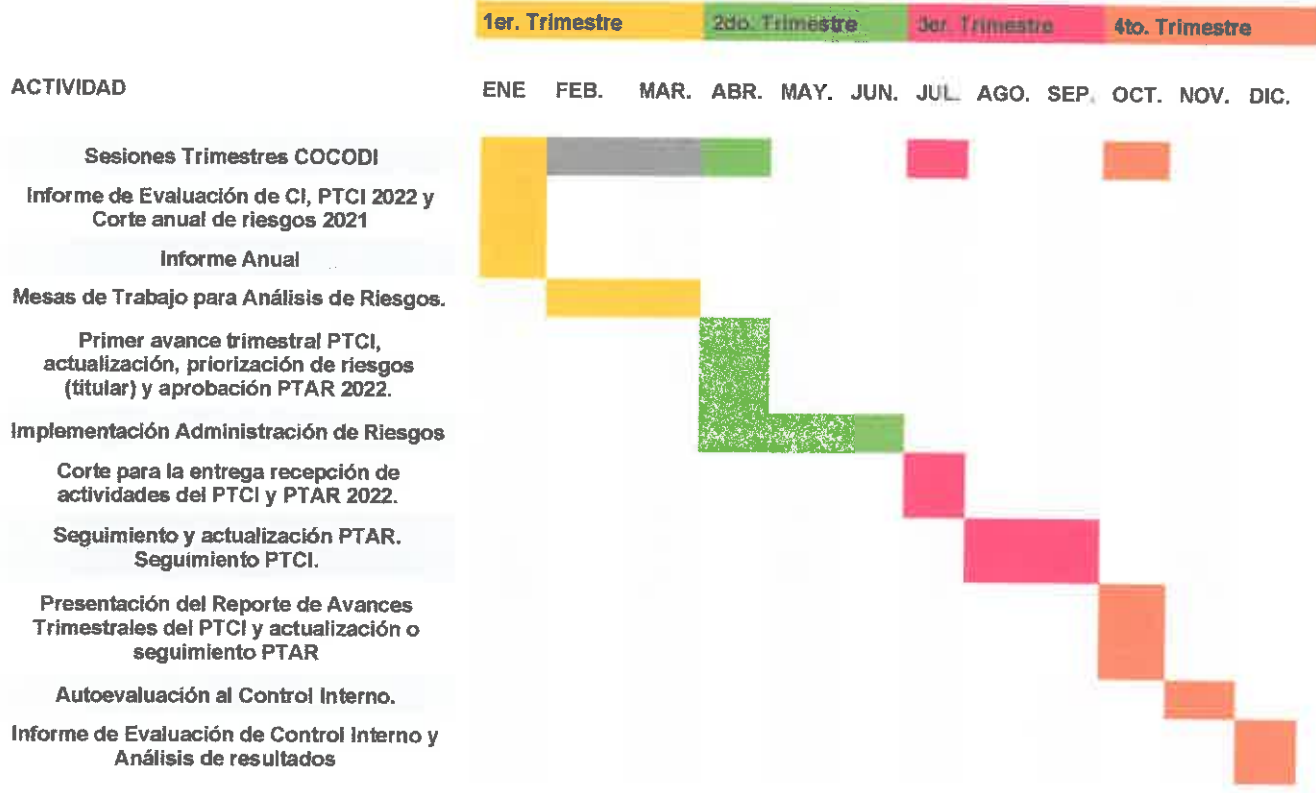 1er. Trimestre 2do. Trimestre 3er. Trimestre 4to. Trimestre
ACTIVIDAD ENE FEB. MAR. ABR. MAY. JUN. JUL. AGO. SEP. OCT. NOV. DIC.
Sesiones Trimestres COCODI
Informe de Evaluación de CI, PTCI 2022 y
Corte anual de riesgos 2021
Informe Anual
Mesas de Trabajo para Análisis de Riesgos.
Primer avance trimestral PTCI,
actualización, priorización de riesgos
(titular) y aprobación PTAR 2022.
Implementación Administración de Riesgos
Corte para la entrega recepción de
actividades del PTCI y PTAR 2022.
Seguimiento y actualización PTAR.
Seguimiento PTCI.
Presentación del Reporte de Avances
Trimestrales del PTCI y actualización o
seguimiento PTAR
Autoevaluación al Control Interno.
Informe de Evaluación de Control Interno y
Análisis de resultados